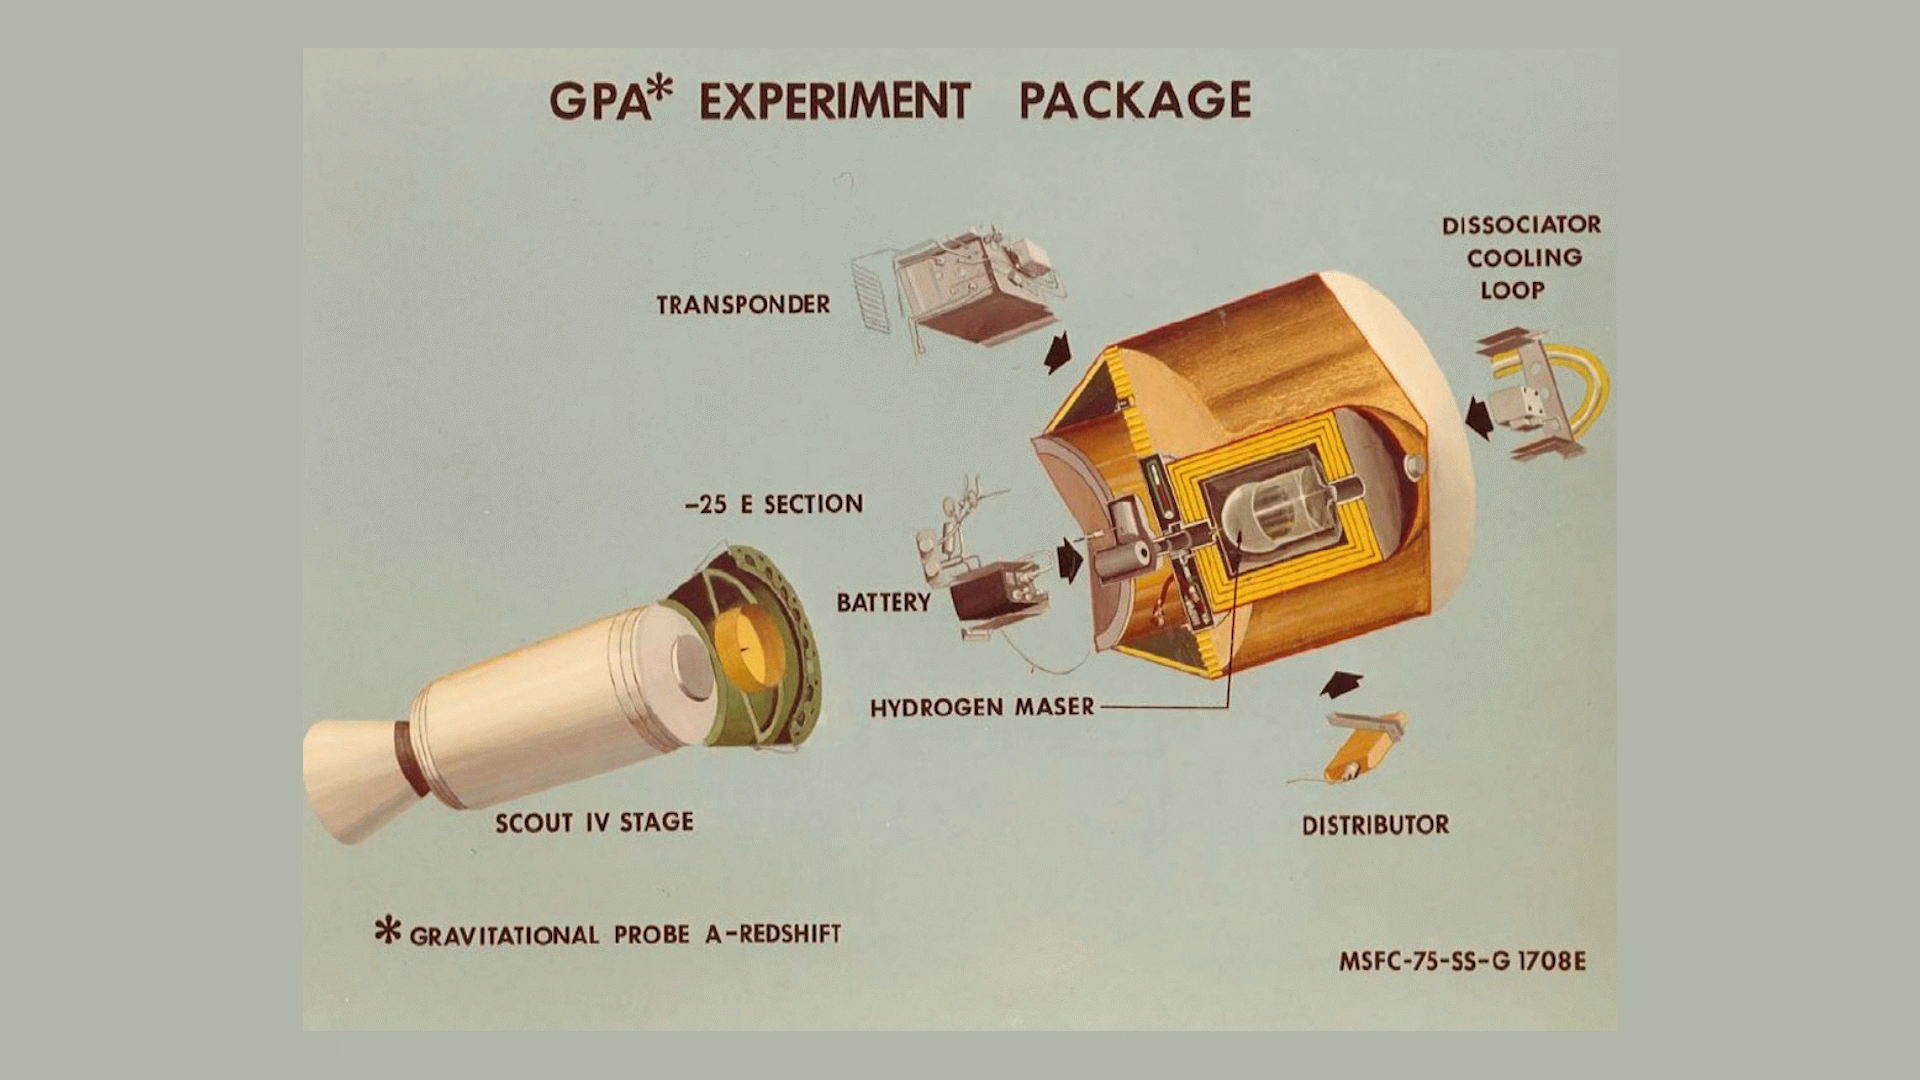 GPA* EXPERIMENT PACKAGE
DISSOCIATOR
COOLING
LOOP
TRANSPONDER
-25 E SECTION
BATTERY
HYDROGEN MASER
SCOUT IV STAGE
DISTRIBUTOR
* GRAVITATIONAL PROBE A-REDSHIFT
MSFC-75-SS-G 1708E